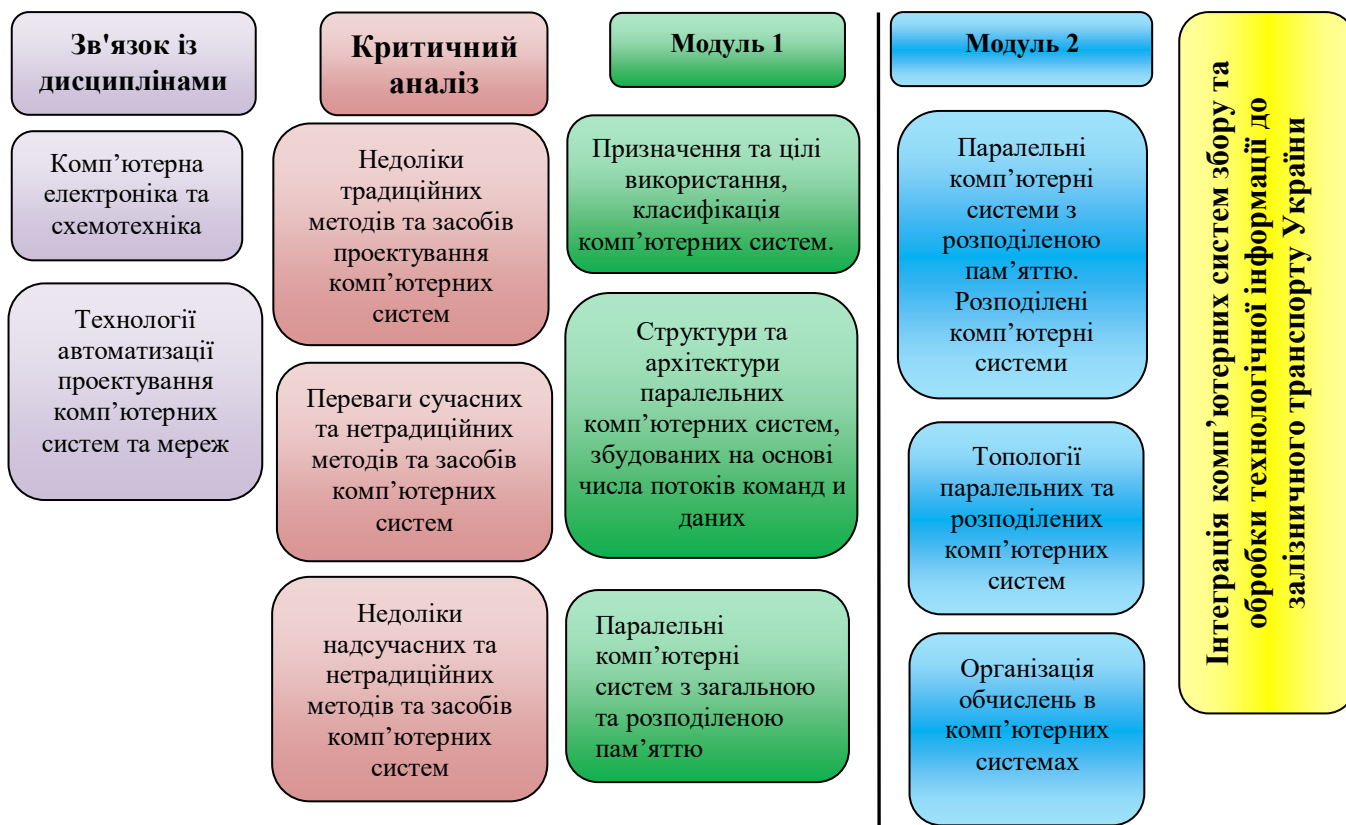 Зв'язок із
дисциплінами
Комп’ютерна
електроніка та
схемотехніка
Технології
автоматизації
проектування
комп’ютерних
систем та мереж
Критичний
аналіз
Недоліки
традиційних
методів та засобів
проектування
комп’ютерних
систем
Переваги сучасних
та нетрадиційних
методів та засобів
комп’ютерних
систем
Недоліки
надсучасних та
нетрадиційних
методів та засобів
комп’ютерних
систем
Модуль 1
Призначення та цілі
використання,
класифікація
комп’ютерних систем.
Структури та
архітектури
паралельних
комп’ютерних систем,
збудованих на основі
числа потоків команд и
даних
Паралельні
комп’ютерні
систем з загальною
та розподіленою
пам’яттю
Модуль 2
Паралельні
комп’ютерні
системи з
розподіленою
пам’яттю.
Розподілені
комп’ютерні
системи
Топології
паралельних та
розподілених
комп’ютерних
систем
Організація
обчислень в
комп’ютерних
системах
Інтеграція комп’ютерних систем збору та
обробки технологічної інформації до
залізничного транспорту України